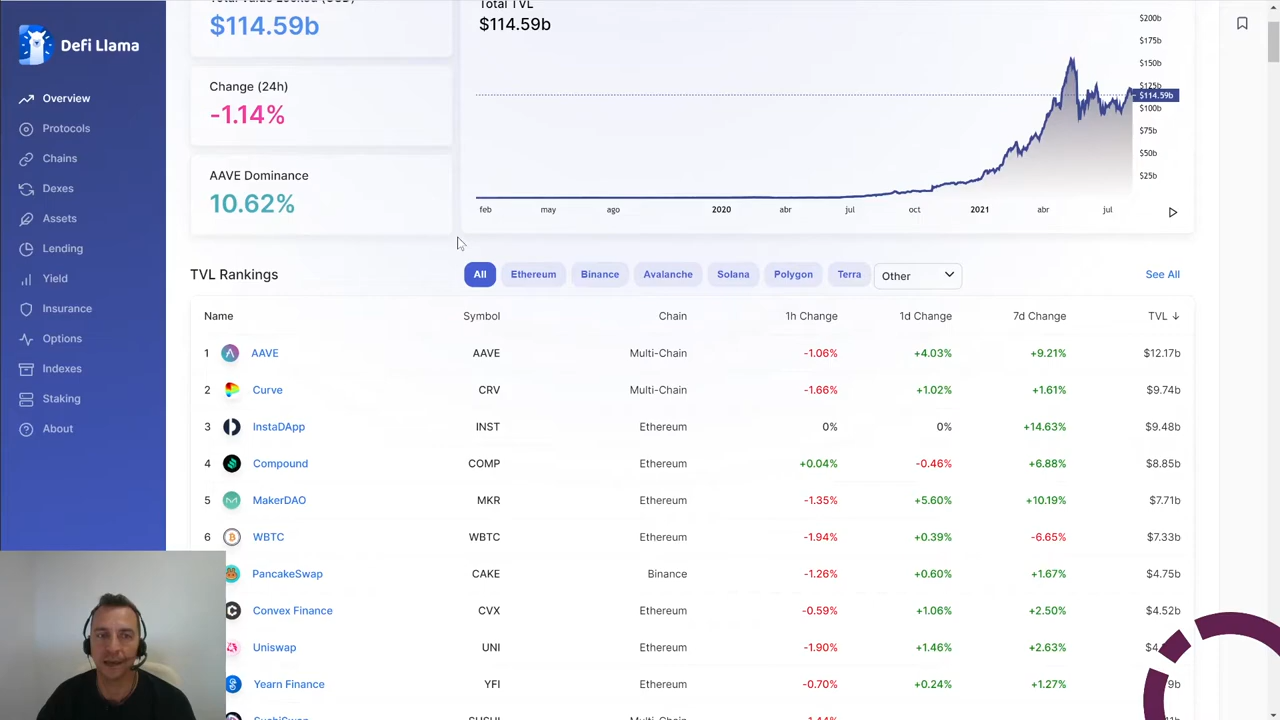 Total Value Locked (USD)
$114.59b
Change (24h)
-1.14%
AAVE Dominance
10.62%
Total TVL
$114.59b
$200b
$175b
$150b
$125b
$114.59b
$100b
$75b
$50b
$25b
feb may ago 2020 abr jul oct 2021 abr jul
Defi Llama
Overview
Protocols
Chains
Dexes
Assets
Lending
Yield
Insurance
Options
Indexes
Staking
About
TVL Rankings
All Ethereum Binance Avalanche Solana Polygon Terra Other See All
Name Symbol Chain 1h Change 1d Change 7d Change TVL ↓
1 AAVE AAVE Multi-Chain -1.06% +4.03% +9.21% $12.17b
2 Curve CRV Multi-Chain -1.66% +1.02% +1.61% $9.74b
3 InstaDApp INST Ethereum 0% 0% +14.63% $9.48b
4 Compound COMP Ethereum +0.04% -0.46% +6.88% $8.85b
5 MakerDAO MKR Ethereum -1.35% +5.60% +10.19% $7.71b
6 WBTC WBTC Ethereum -1.94% +0.39% -6.65% $7.33b
PancakeSwap CAKE Binance -1.26% +0.60% +1.67% $4.75b
Convex Finance CVX Ethereum -0.59% +1.06% +2.50% $4.52b
Uniswap UNI Ethereum -1.90% +1.46% +2.63%
Yearn Finance YFI Ethereum -0.70% +0.24% +1.27%